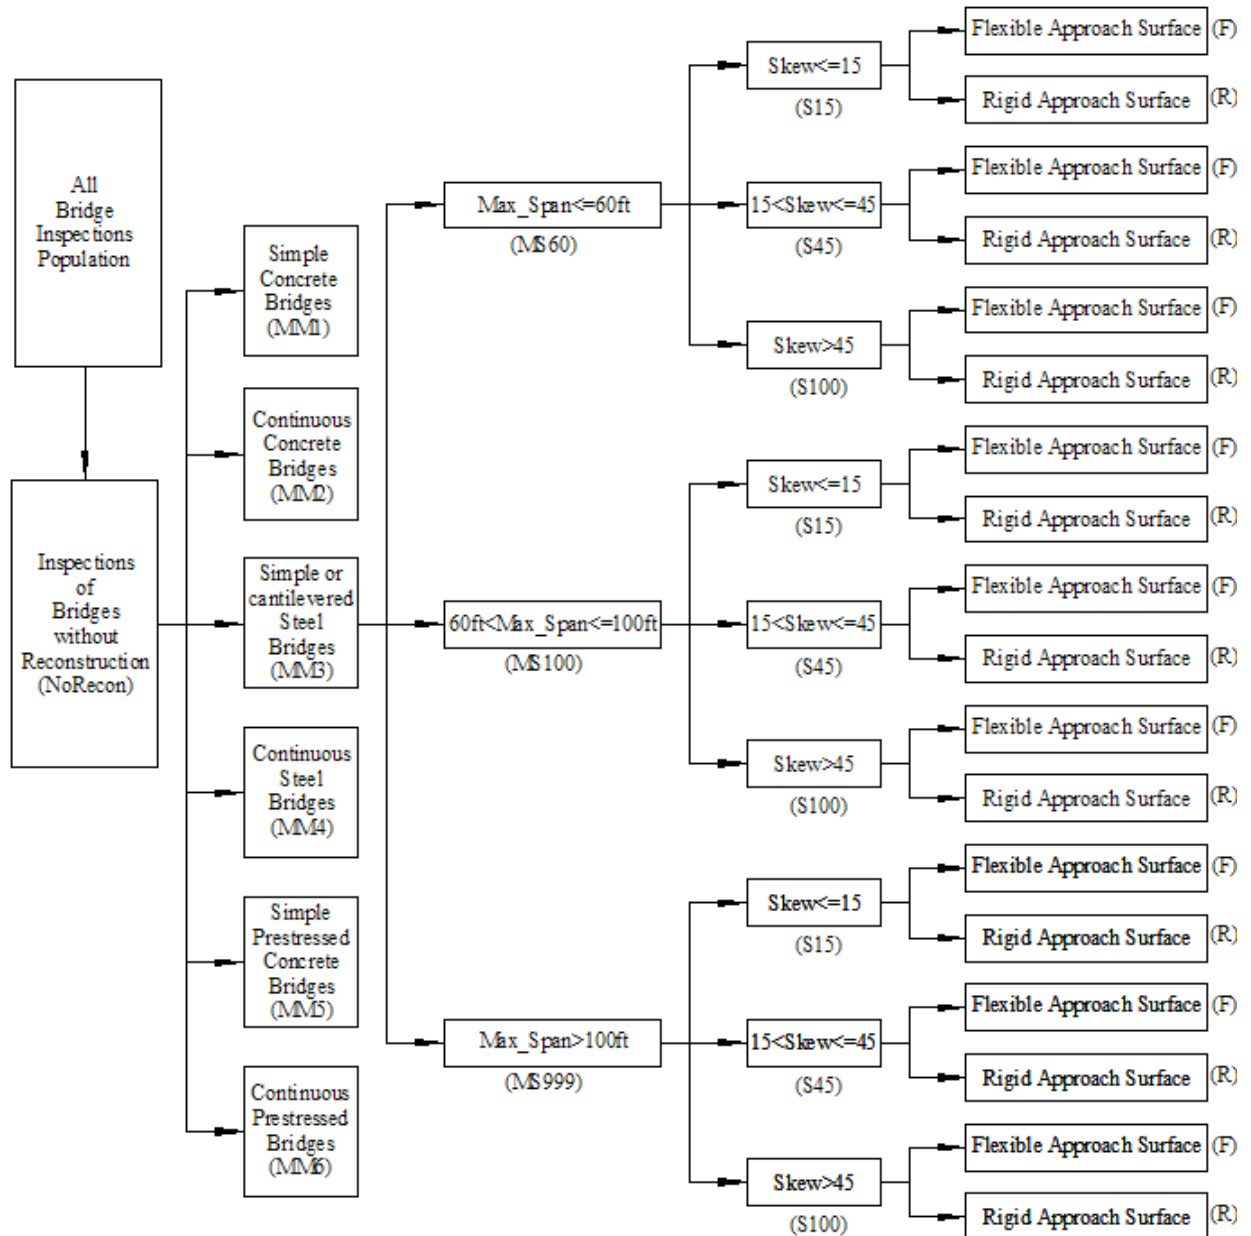 All
Bridge
Inspections
Population
Inspections
of
Bridges
without
Reconstruction
(NoRecon)
Simple
Concrete
Bridges
(MM1)
Continuous
Concrete
Bridges
(MM2)
Simple or
cantilevered
Steel
Bridges
(MM3)
Continuous
Steel
Bridges
(MM4)
Simple
Prestressed
Concrete
Bridges
(MM5)
Continuous
Prestressed
Bridges
(MM6)
Max_Span<=60ft
(MS60)
Skew<=15
(S15)
Flexible Approach Surface (F)
Rigid Approach Surface (R)
15<Skew<=45
(S45)
Flexible Approach Surface (F)
Rigid Approach Surface (R)
Skew>45
(S100)
Flexible Approach Surface (F)
Rigid Approach Surface (R)
60ft<Max_Span<=100ft
(MS100)
Skew<=15
(S15)
Flexible Approach Surface (F)
Rigid Approach Surface (R)
15<Skew<=45
(S45)
Flexible Approach Surface (F)
Rigid Approach Surface (R)
Skew>45
(S100)
Flexible Approach Surface (F)
Rigid Approach Surface (R)
Max_Span>100ft
(MS999)
Skew<=15
(S15)
Flexible Approach Surface (F)
Rigid Approach Surface (R)
15<Skew<=45
(S45)
Flexible Approach Surface (F)
Rigid Approach Surface (R)
Skew>45
(S100)
Flexible Approach Surface (F)
Rigid Approach Surface (R)